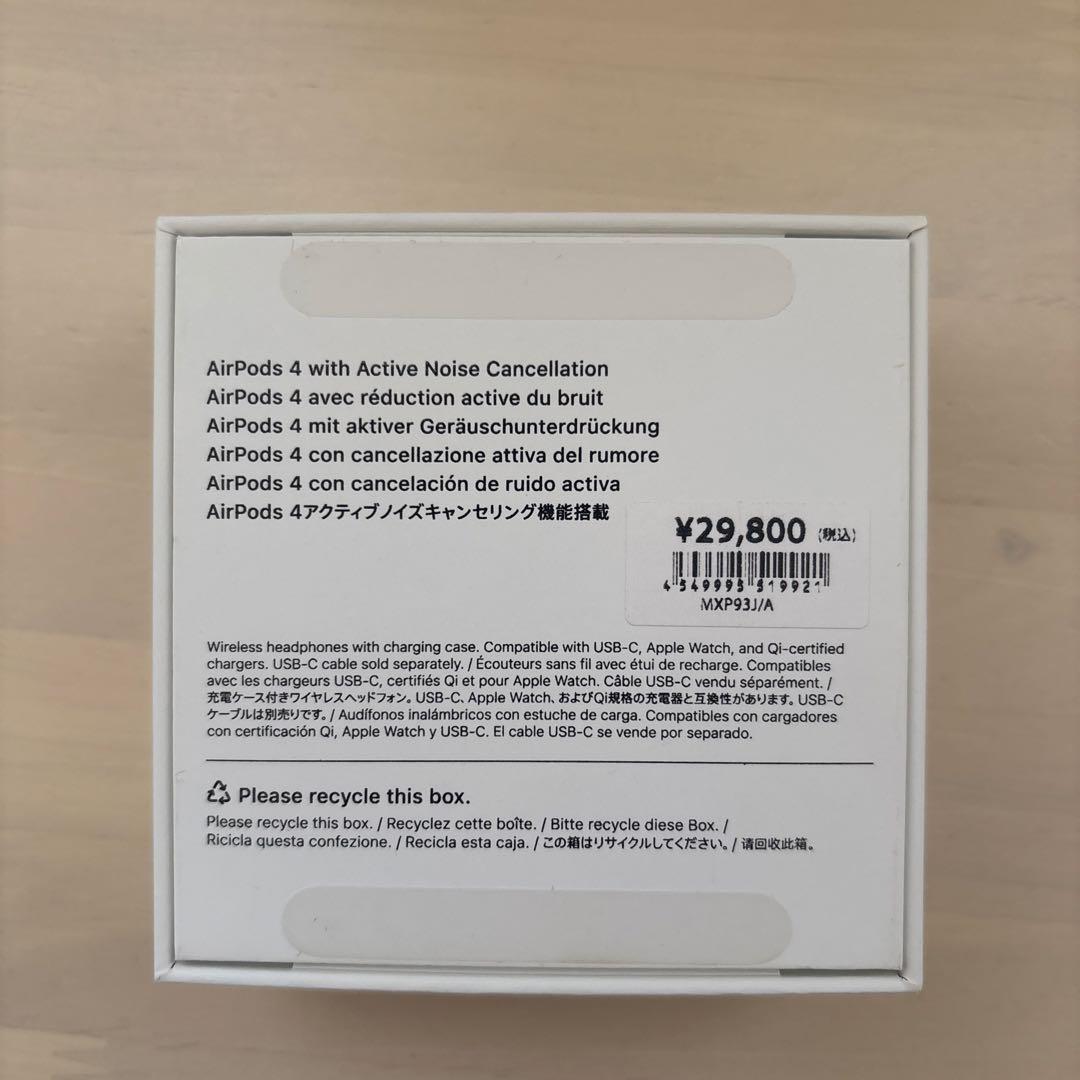 AirPods 4 with Active Noise Cancellation
AirPods 4 avec réduction active du bruit
AirPods 4 mit aktiver Geräuschunterdrückung
AirPods 4 con cancellazione attiva del rumore
AirPods 4 con cancelación de ruido activa
AirPods 4アクティブノイズキャンセリング機能搭載
¥29,800 (税込)
4 549995 519921
MXP93J/A
Wireless headphones with charging case. Compatible with USB-C, Apple Watch, and Qi-certified
chargers. USB-C cable sold separately. / Écouteurs sans fil avec étui de recharge. Compatibles
avec les chargeurs USB-C, certifiés Qi et pour Apple Watch. Câble USB-C vendu séparément. /
充電ケース付きワイヤレスヘッドフォン。USB-C、Apple Watch、およびQi規格の充電器と互換性があります。USB-C
ケーブルは別売りです。/ Audífonos inalámbricos con estuche de carga. Compatibles con cargadores
con certificación Qi, Apple Watch y USB-C. El cable USB-C se vende por separado.
Please recycle this box.
Please recycle this box. / Recyclez cette boîte. / Bitte recycle diese Box. /
Ricicla questa confezione. / Recicla esta caja. / この箱はリサイクルしてください。/ 请回收此箱。